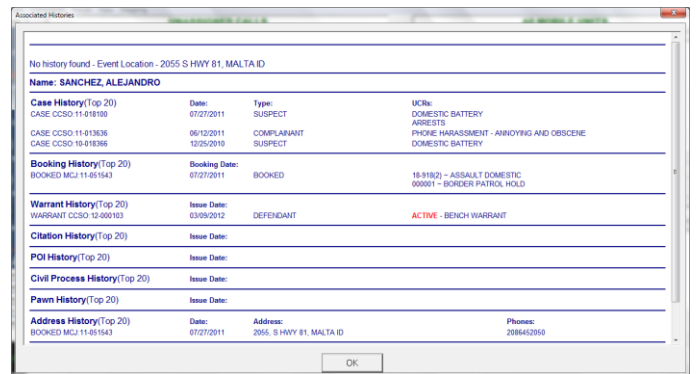 Associated Histories
No history found - Event Location - 2055 S HWY 81, MALTA ID
Name: SANCHEZ, ALEJANDRO
Case History(Top 20) Date: Type: UCRs:
CASE CCSO:11-018100 07/27/2011 SUSPECT DOMESTIC BATTERY
ARRESTS
CASE CCSO:11-013636 06/12/2011 COMPLAINANT PHONE HARASSMENT - ANNOYING AND OBSCENE
CASE CCSO:10-018366 12/25/2010 SUSPECT DOMESTIC BATTERY
Booking History(Top 20) Booking Date:
BOOKED MCJ:11-051543 07/27/2011 BOOKED 18-918(2) ~ ASSAULT DOMESTIC
000001 ~ BORDER PATROL HOLD
Warrant History(Top 20) Issue Date:
WARRANT CCSO:12-000103 03/09/2012 DEFENDANT ACTIVE - BENCH WARRANT
Citation History(Top 20) Issue Date:
POI History(Top 20) Issue Date:
Civil Process History(Top 20) Issue Date:
Pawn History(Top 20) Issue Date:
Address History(Top 20) Date: Address: Phones:
BOOKED MCJ:11-051543 07/27/2011 2055, S HWY 81, MALTA ID 2086452050
OK